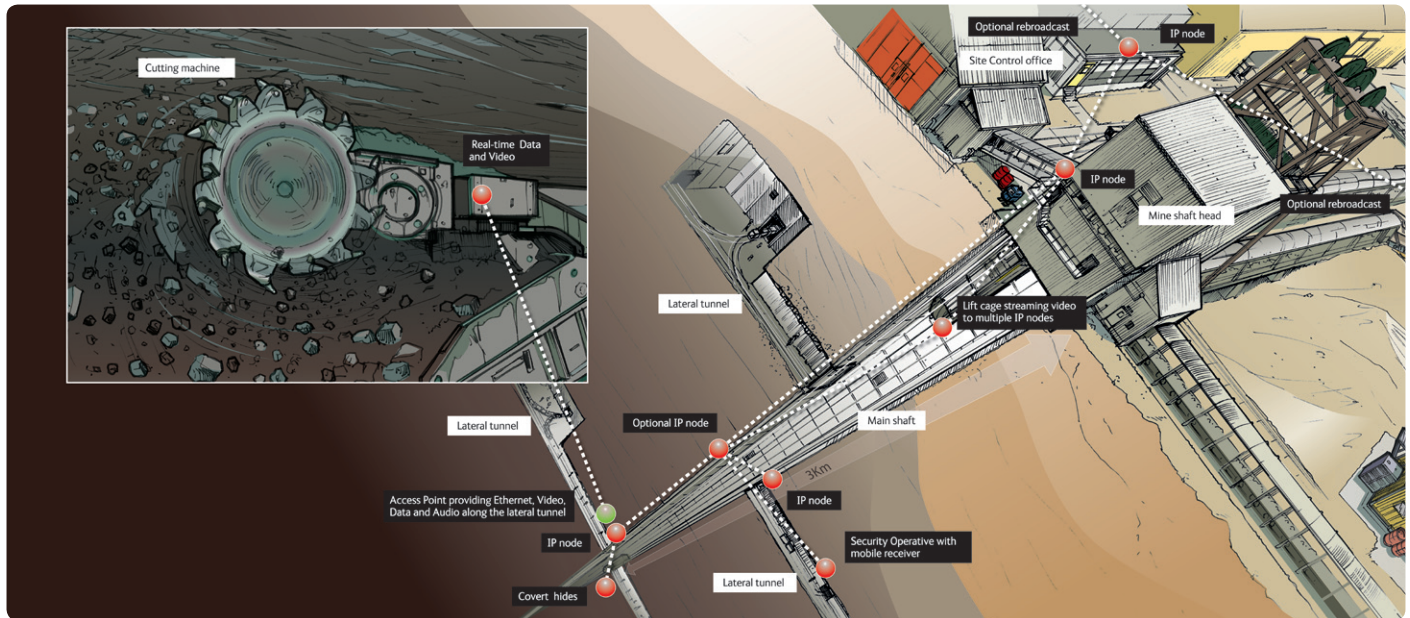 Cutting machine
Real-time Data
and Video
Optional rebroadcast
IP node
Site Control office
IP node
Mine shaft head
Optional rebroadcast
Lateral tunnel
Lift cage streaming video
to multiple IP nodes
Lateral tunnel
Optional IP node
Main shaft
3Km
Access Point providing Ethernet, Video,
Data and Audio along the lateral tunnel
IP node
IP node
Security Operative with
mobile receiver
Lateral tunnel
Covert hides